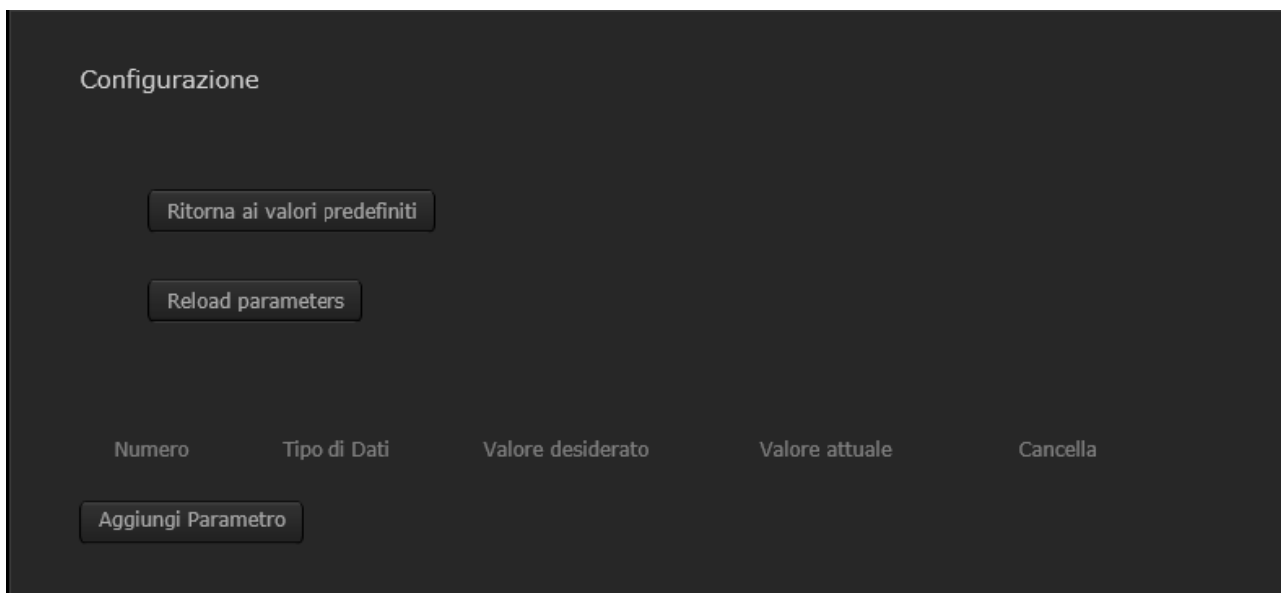 Configurazione
Ritorna ai valori predefiniti
Reload parameters
Numero Tipo di Dati Valore desiderato Valore attuale Cancella
Aggiungi Parametro